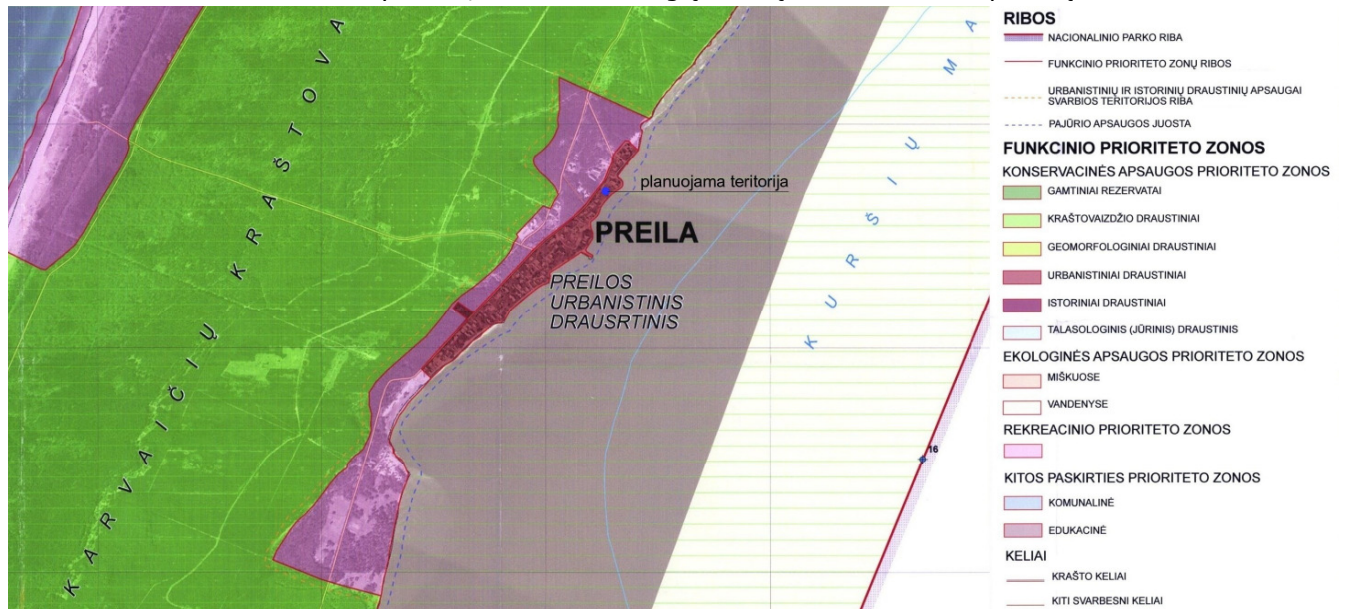 KARVAIČIŲ KRAŠTOVA
planuojama teritorija
PREILA
PREILOS
URBANISTINIS
DRAUSRTINIS
KURŠIŲ MA
16
RIBOS
NACIONALINIO PARKO RIBA
FUNKCINIO PRIORITETO ZONŲ RIBOS
URBANISTINIŲ IR ISTORINIŲ DRAUSTINIŲ APSAUGAI
SVARBIOS TERITORIJOS RIBA
PAJŪRIO APSAUGOS JUOSTA
FUNKCINIO PRIORITETO ZONOS
KONSERVACINĖS APSAUGOS PRIORITETO ZONOS
GAMTINIAI REZERVATAI
KRAŠTOVAIZDŽIO DRAUSTINIAI
GEOMORFOLOGINIAI DRAUSTINIAI
URBANISTINIAI DRAUSTINIAI
ISTORINIAI DRAUSTINIAI
TALASOLOGINIS (JŪRINIS) DRAUSTINIS
EKOLOGINĖS APSAUGOS PRIORITETO ZONOS
MIŠKUOSE
VANDENYSE
REKREACINIO PRIORITETO ZONOS
KITOS PASKIRTIES PRIORITETO ZONOS
KOMUNALINĖ
EDUKACINĖ
KELIAI
KRAŠTO KELIAI
KITI SVARBESNI KELIAI